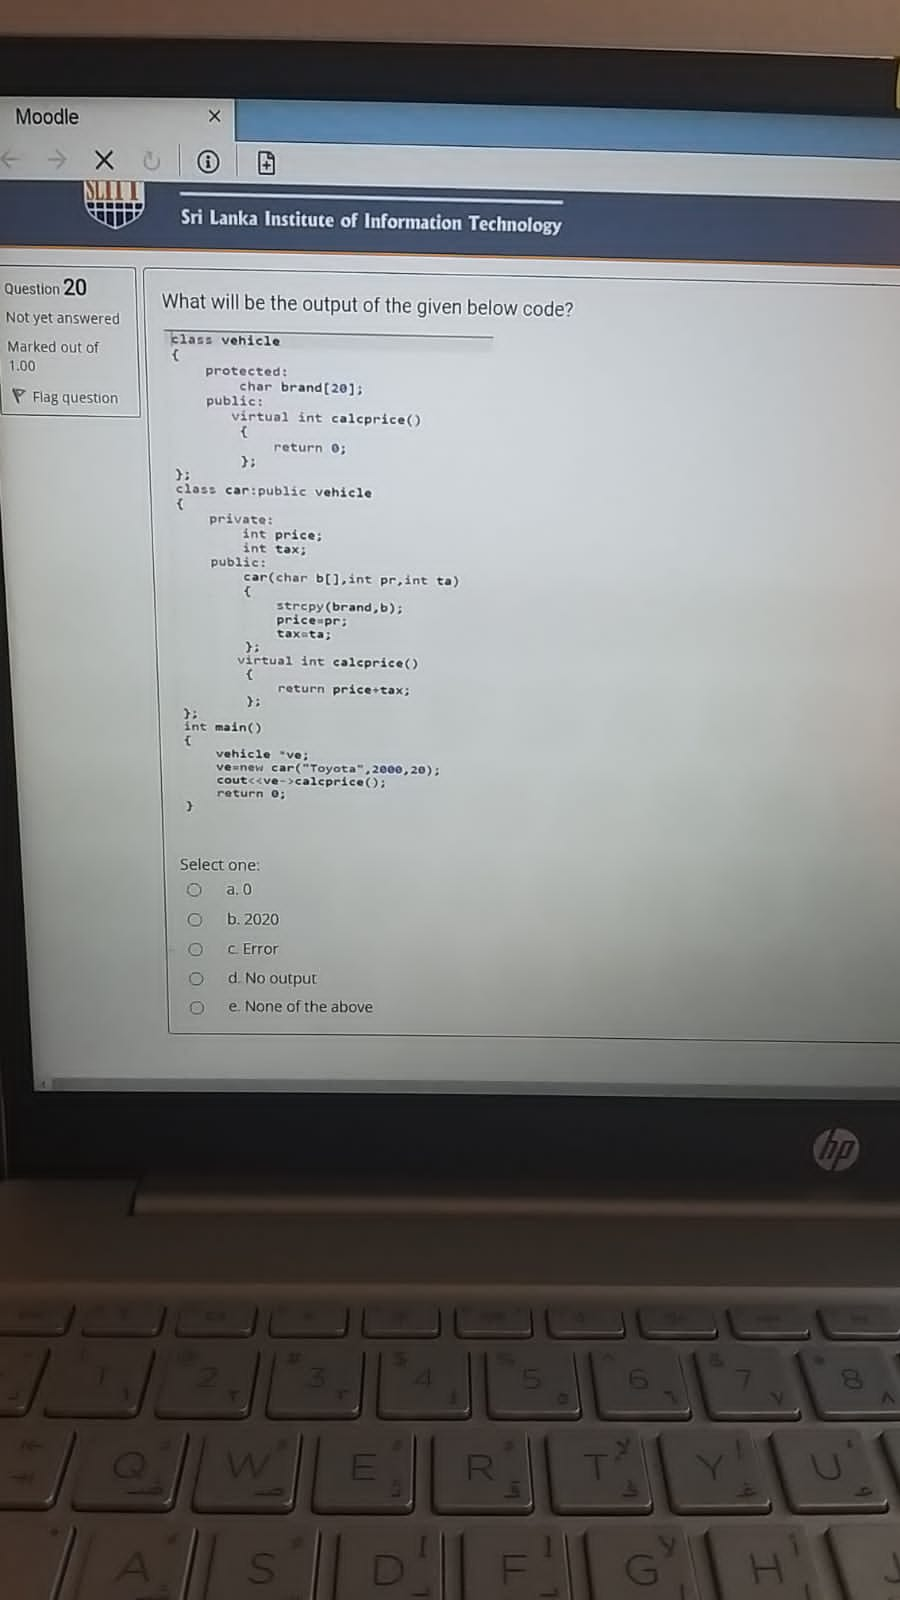 Moodle
SLIIT
Sri Lanka Institute of Information Technology
Question 20
Not yet answered
Marked out of
1.00
Flag question
What will be the output of the given below code?
class vehicle
{
protected:
char brand[20];
public:
virtual int calcprice()
{
return 0;
};
};
class car:public vehicle
{
private:
int price;
int tax;
public:
car(char b[],int pr,int ta)
{
strcpy(brand,b);
price=pr;
tax=ta;
};
virtual int calcprice()
{
return price+tax;
};
};
int main()
{
vehicle *ve;
ve=new car("Toyota",2000,20);
cout<<ve->calcprice();
return 0;
}
Select one:
a. 0
b. 2020
c. Error
d. No output
e. None of the above
hp
1 2 3 4 5 6 7 8
Q W E R T Y U
A S D F G H